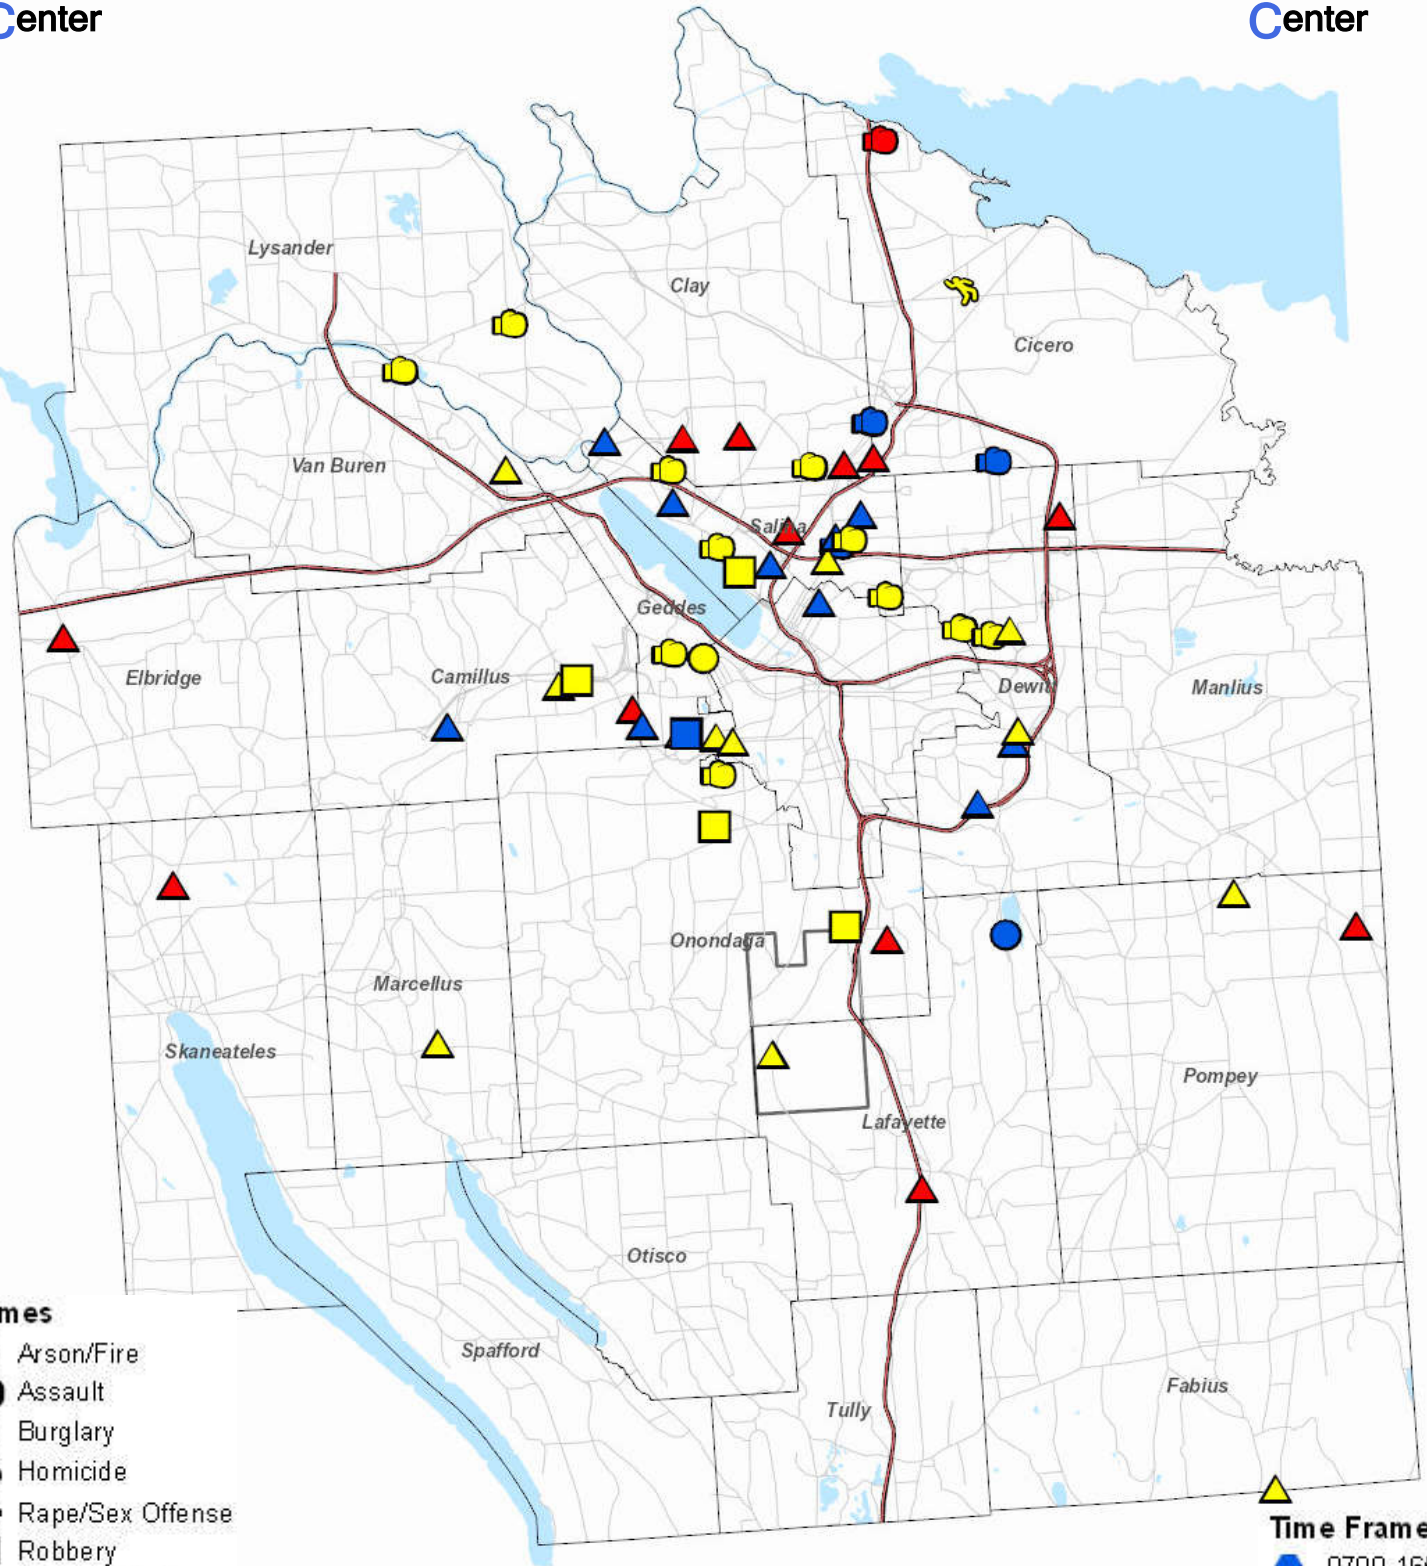 Center
Center
Lysander
Clay
Cicero
Van Buren
Salina
Geddes
Elbridge
Camillus
Dewitt
Manlius
Onondaga
Marcellus
Skaneateles
Pompey
Lafayette
Otisco
Spafford
Fabius
Tully
mes
Arson/Fire
Assault
Burglary
Homicide
Rape/Sex Offense
Robbery
Time Frame